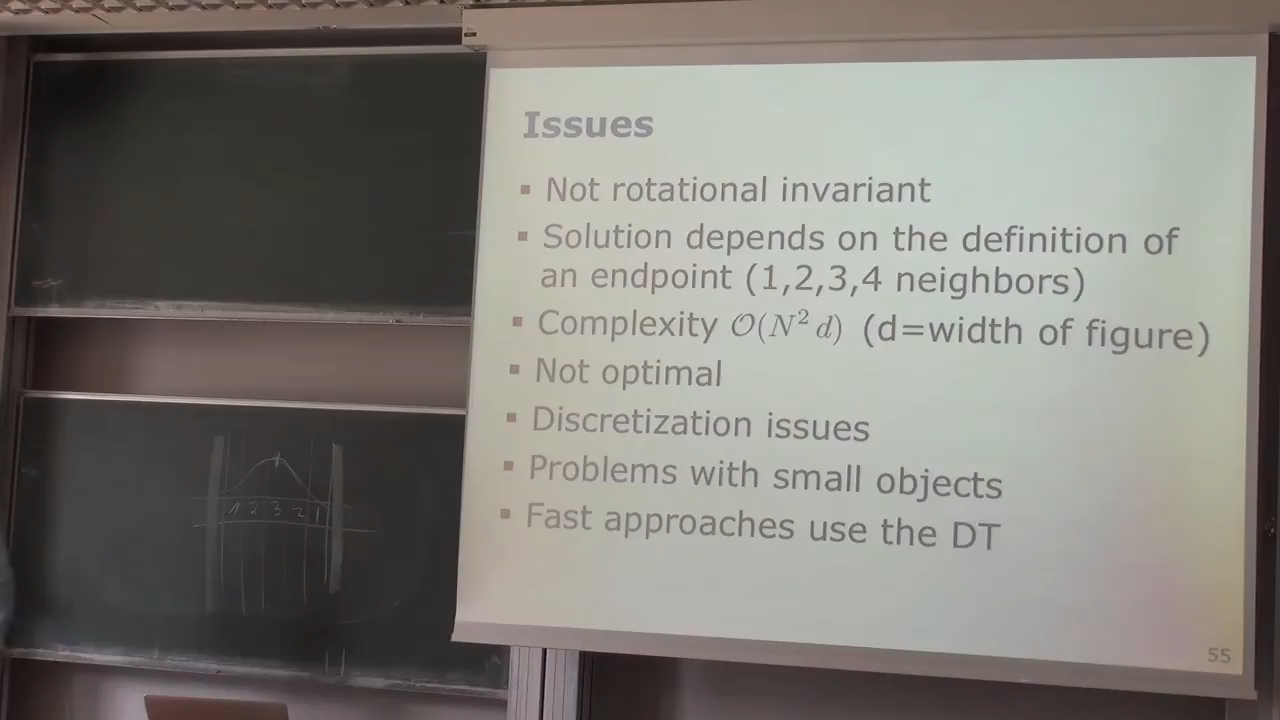 Issues
▪ Not rotational invariant
▪ Solution depends on the definition of
an endpoint (1,2,3,4 neighbors)
▪ Complexity O(N² d) (d=width of figure)
▪ Not optimal
▪ Discretization issues
▪ Problems with small objects
▪ Fast approaches use the DT
55
1 2 3 2 1